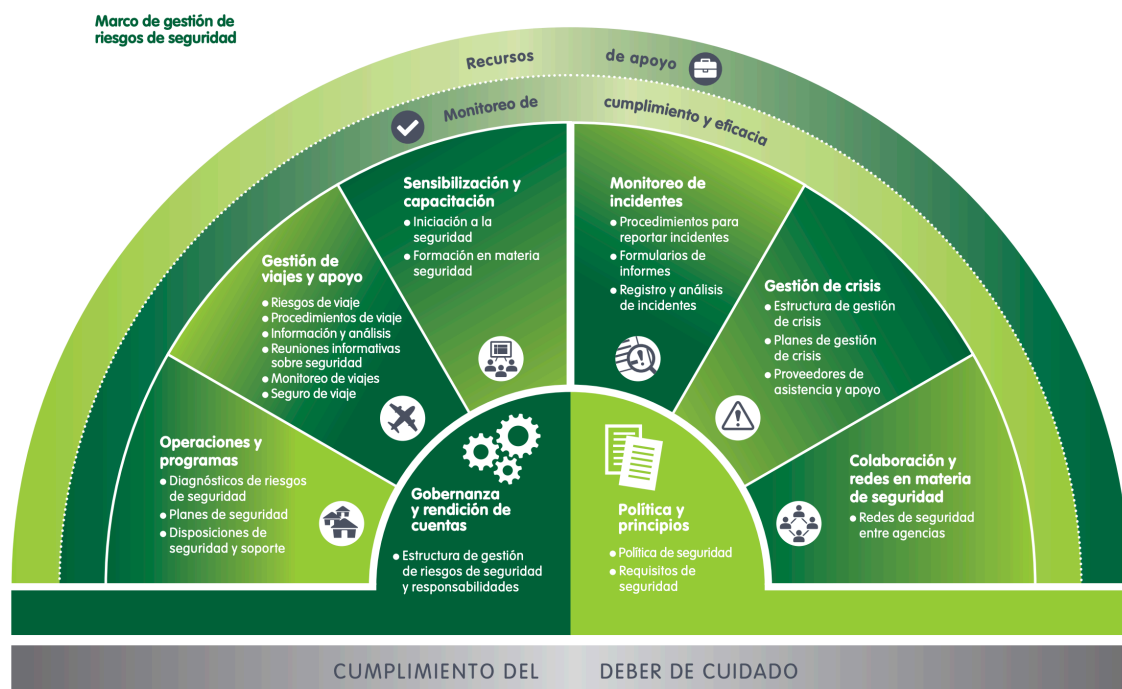 Marco de gestión de
riesgos de seguridad
Recursos de apoyo
Monitoreo de cumplimiento y eficacia
Operaciones y
programas
● Diagnósticos de riesgos
de seguridad
● Planes de seguridad
● Disposiciones de
seguridad y soporte
Gestión de
viajes y apoyo
● Riesgos de viaje
● Procedimientos de viaje
● Información y análisis
● Reuniones informativas
sobre seguridad
● Monitoreo de viajes
● Seguro de viaje
Sensibilización y
capacitación
● Iniciación a la
seguridad
● Formación en materia
seguridad
Monitoreo de
incidentes
● Procedimientos para
reportar incidentes
● Formularios de
informes
● Registro y análisis
de incidentes
Gestión de crisis
● Estructura de gestión
de crisis
● Planes de gestión
de crisis
● Proveedores de
asistencia y apoyo
Colaboración y
redes en materia
de seguridad
● Redes de seguridad
entre agencias
Gobernanza
y rendición de
cuentas
● Estructura de gestión
de riesgos de seguridad
y responsabilidades
Política y
principios
● Política de seguridad
● Requisitos de
seguridad
CUMPLIMIENTO DEL DEBER DE CUIDADO